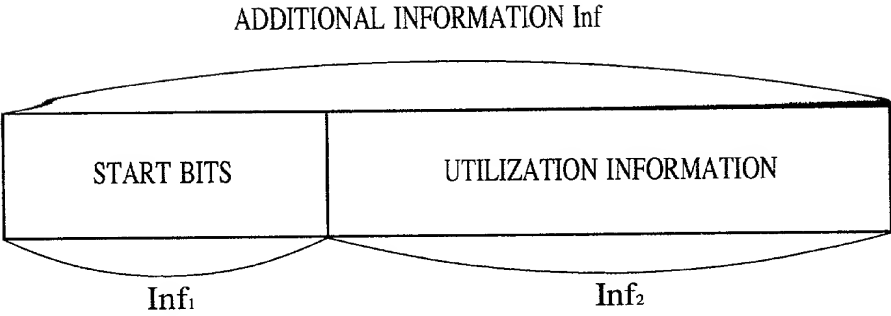 ADDITIONAL INFORMATION Inf
START BITS
UTILIZATION INFORMATION
Inf₁
Inf₂